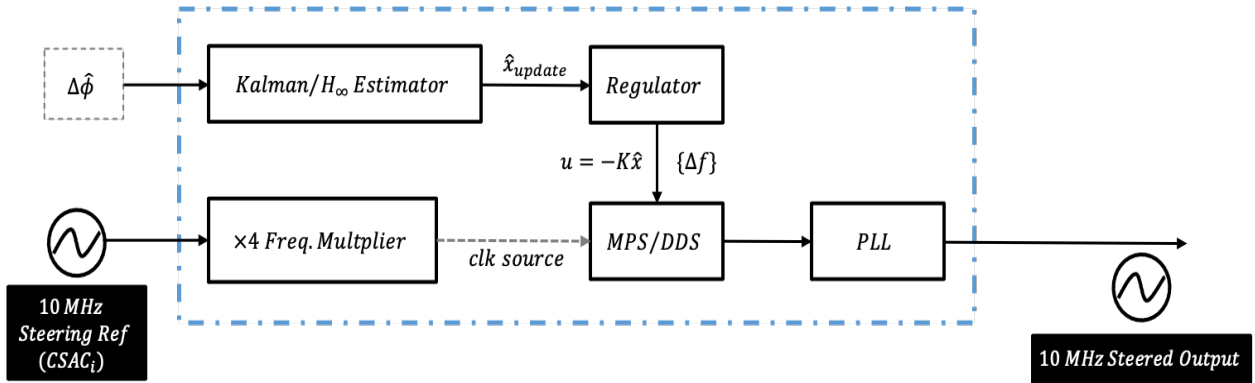 Δϕ̂
Kalman/H∞ Estimator
x̂update
Regulator
u = −Kx̂ {Δf}
×4 Freq. Multplier
clk source
MPS/DDS
PLL
10 MHz
Steering Ref
(CSACi)
10 MHz Steered Output